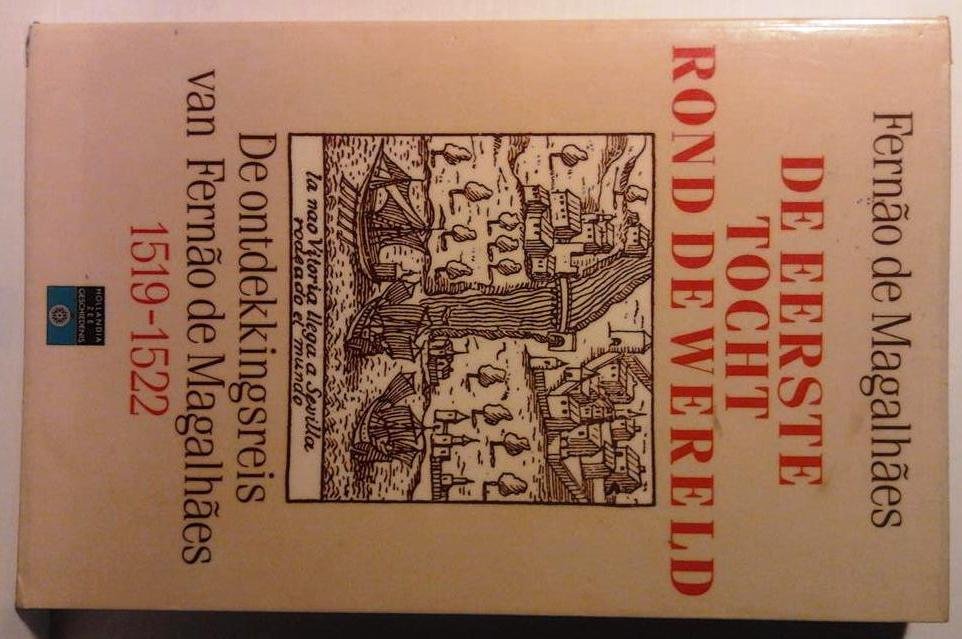 Fernão de Magalhães
DE EERSTE
TOCHT
ROND DE WERELD
la nao Vitoria llega a Sevilla
rodeado el mundo
De ontdekkingsreis
van Fernão de Magalhães
1519-1522
HOLLANDIA
ZEE
GESCHIEDENIS